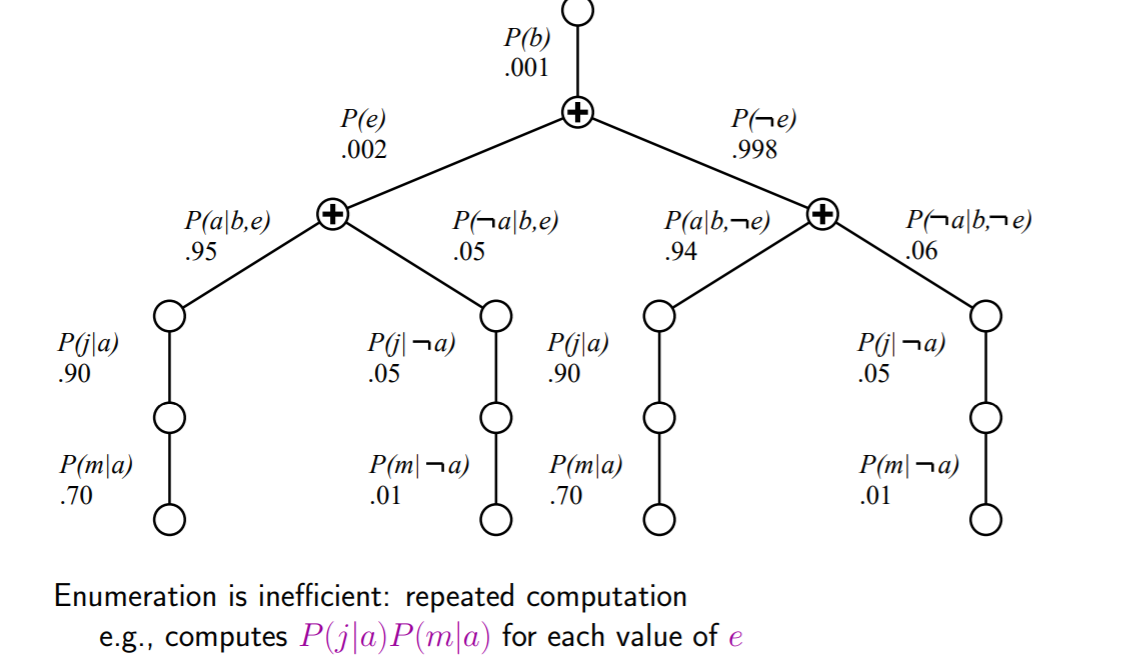 P(b)
.001
P(e)
.002
P(¬e)
.998
P(a|b,e)
.95
P(¬a|b,e)
.05
P(a|b,¬e)
.94
P(¬a|b,¬e)
.06
P(j|a)
.90
P(j|¬a)
.05
P(j|a)
.90
P(j|¬a)
.05
P(m|a)
.70
P(m|¬a)
.01
P(m|a)
.70
P(m|¬a)
.01
Enumeration is inefficient: repeated computation
e.g., computes P(j|a)P(m|a) for each value of e